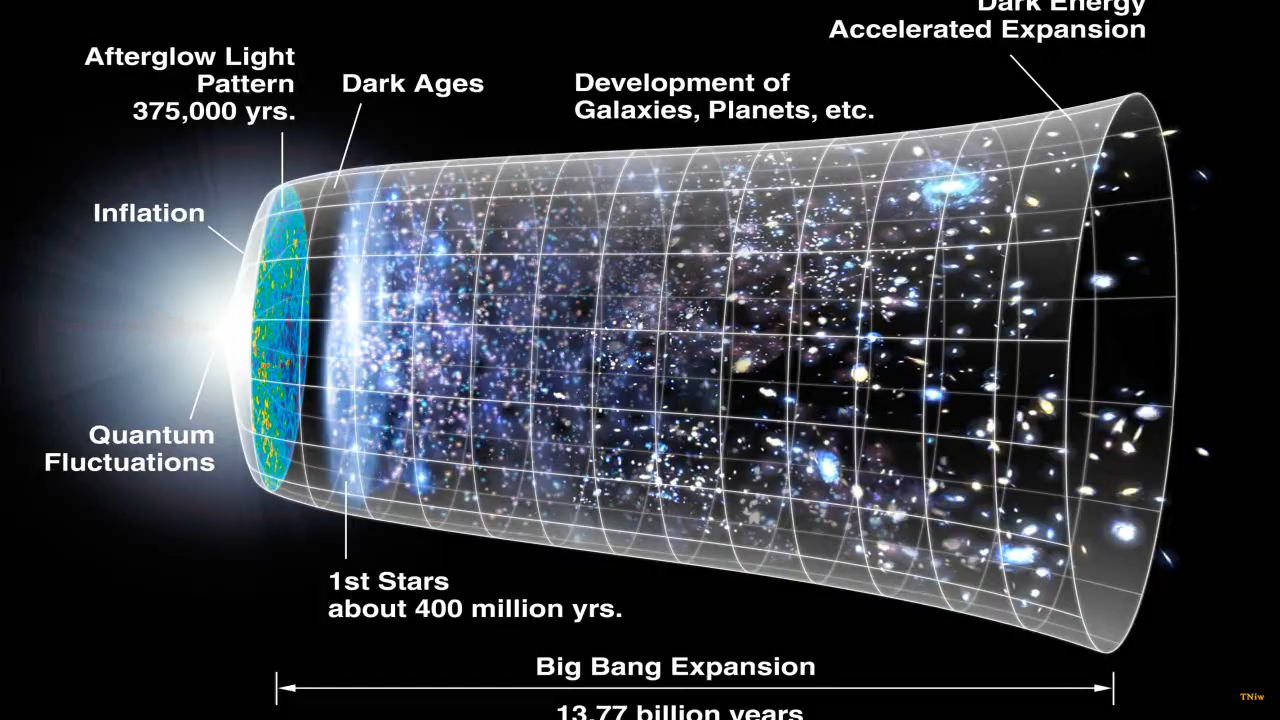 Dark Energy
Accelerated Expansion
Afterglow Light
Pattern
375,000 yrs.
Dark Ages
Development of
Galaxies, Planets, etc.
Inflation
Quantum
Fluctuations
1st Stars
about 400 million yrs.
Big Bang Expansion
13.77 billion years
TNiw